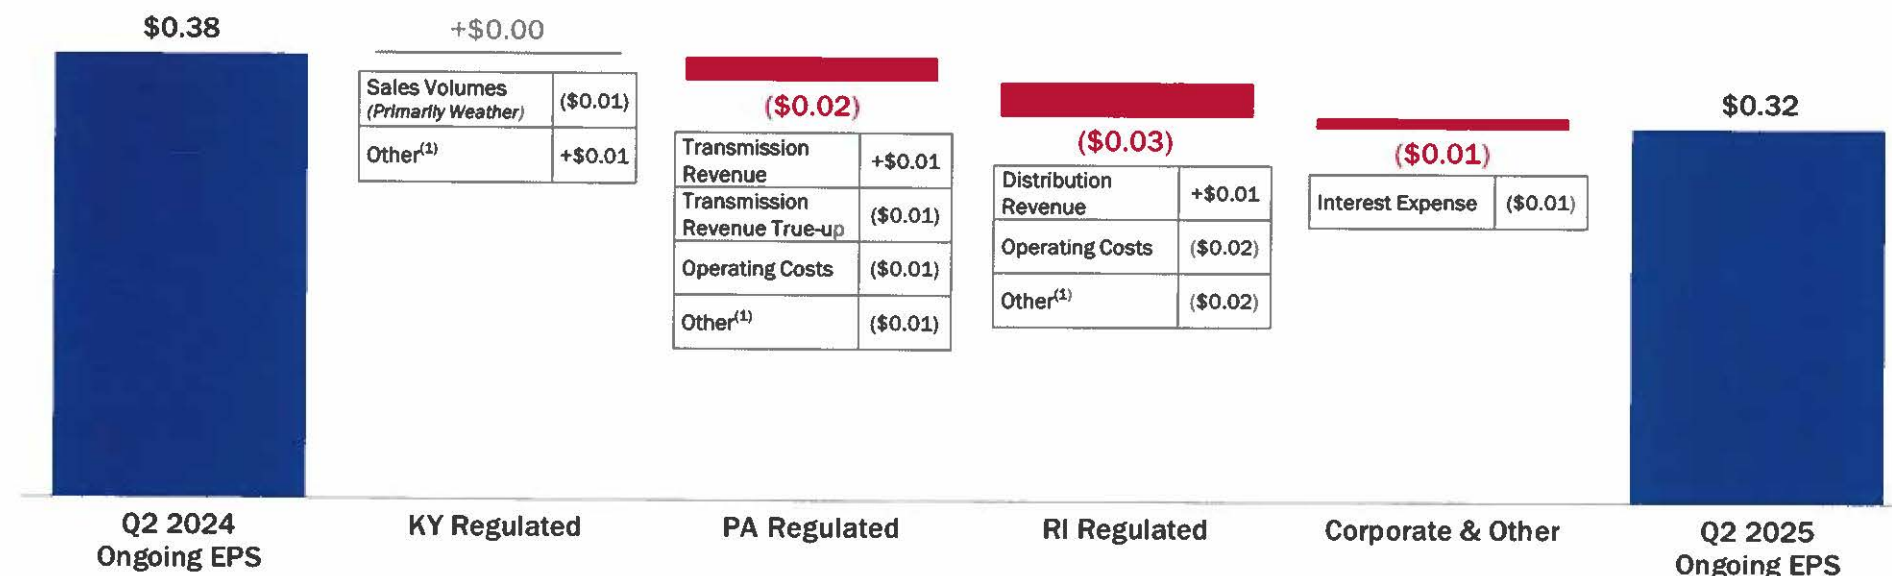 $0.38
+$0.00
Sales Volumes
(Primarily Weather)
($0.01)
Other(1)
+$0.01
($0.02)
Transmission
Revenue
+$0.01
Transmission
Revenue True-up
($0.01)
Operating Costs
($0.01)
Other(1)
($0.01)
($0.03)
Distribution
Revenue
+$0.01
Operating Costs
($0.02)
Other(1)
($0.02)
($0.01)
Interest Expense
($0.01)
$0.32
Q2 2024
Ongoing EPS
KY Regulated
PA Regulated
RI Regulated
Corporate & Other
Q2 2025
Ongoing EPS